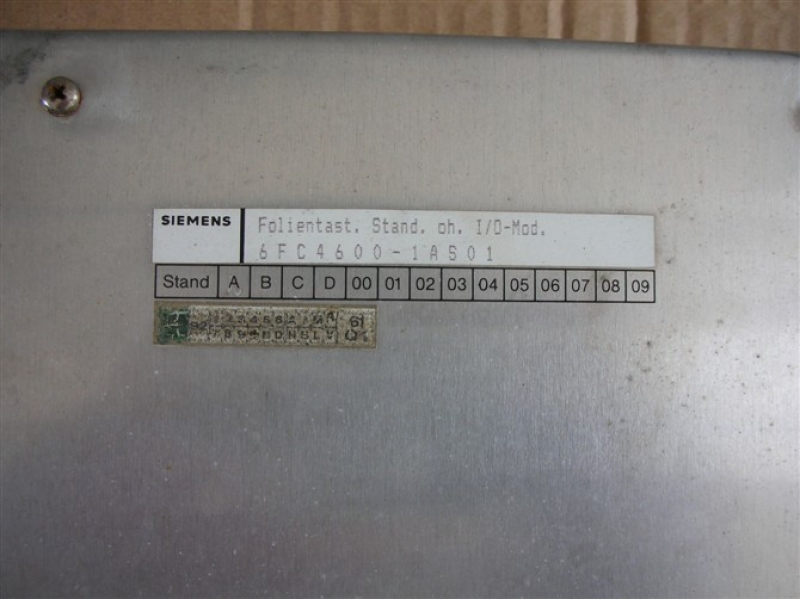 SIEMENS
Folientast. Stand. oh. I/O-Mod.
6FC4600-1AS01
Stand A B C D 00 01 02 03 04 05 06 07 08 09